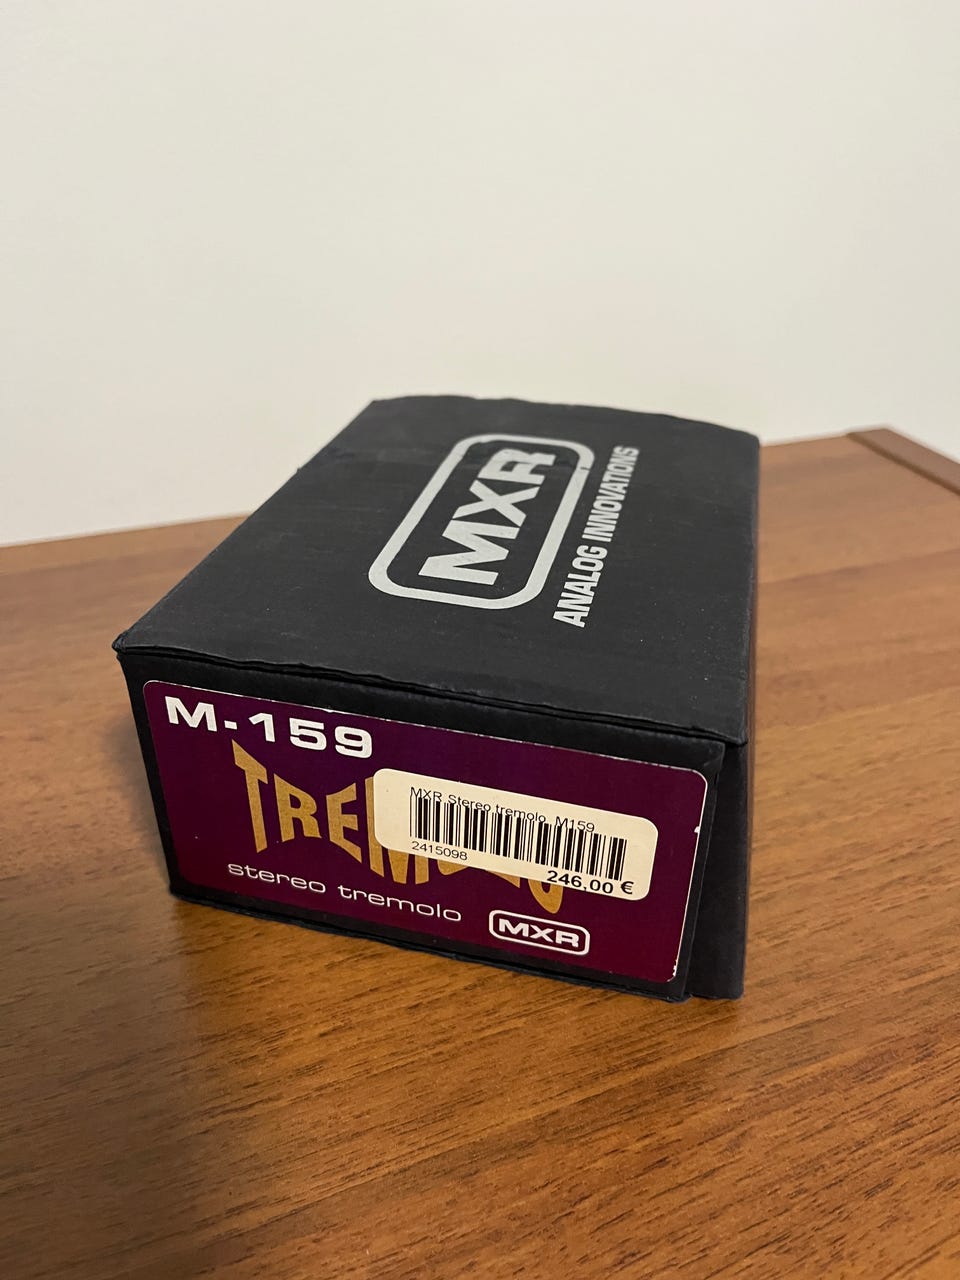 MXR
ANALOG INNOVATIONS
M-159
MXR Stereo tremolo M159
2415098
246,00 €
stereo tremolo
MXR